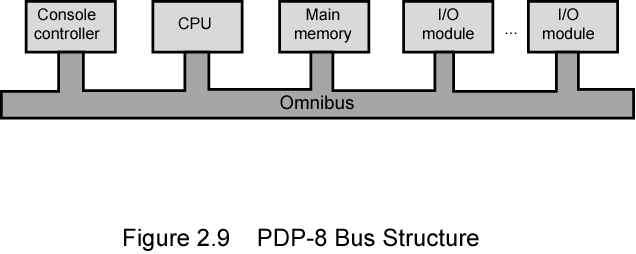 Console
controller
CPU
Main
memory
I/O
module
...
I/O
module
Omnibus
Figure 2.9 PDP-8 Bus Structure